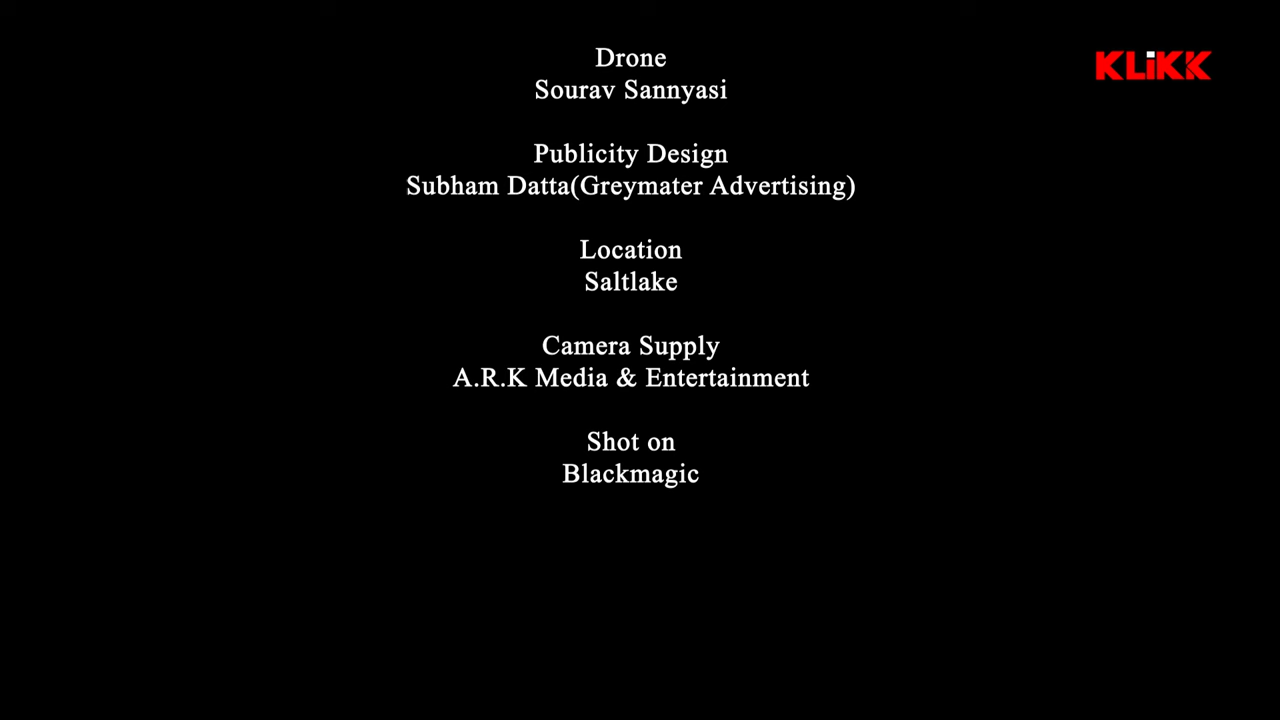 Drone
KLiKK
Sourav Sannyasi
Publicity Design
Subham Datta(Greymater Advertising)
Location
Saltlake
Camera Supply
A.R.K Media & Entertainment
Shot on
Blackmagic